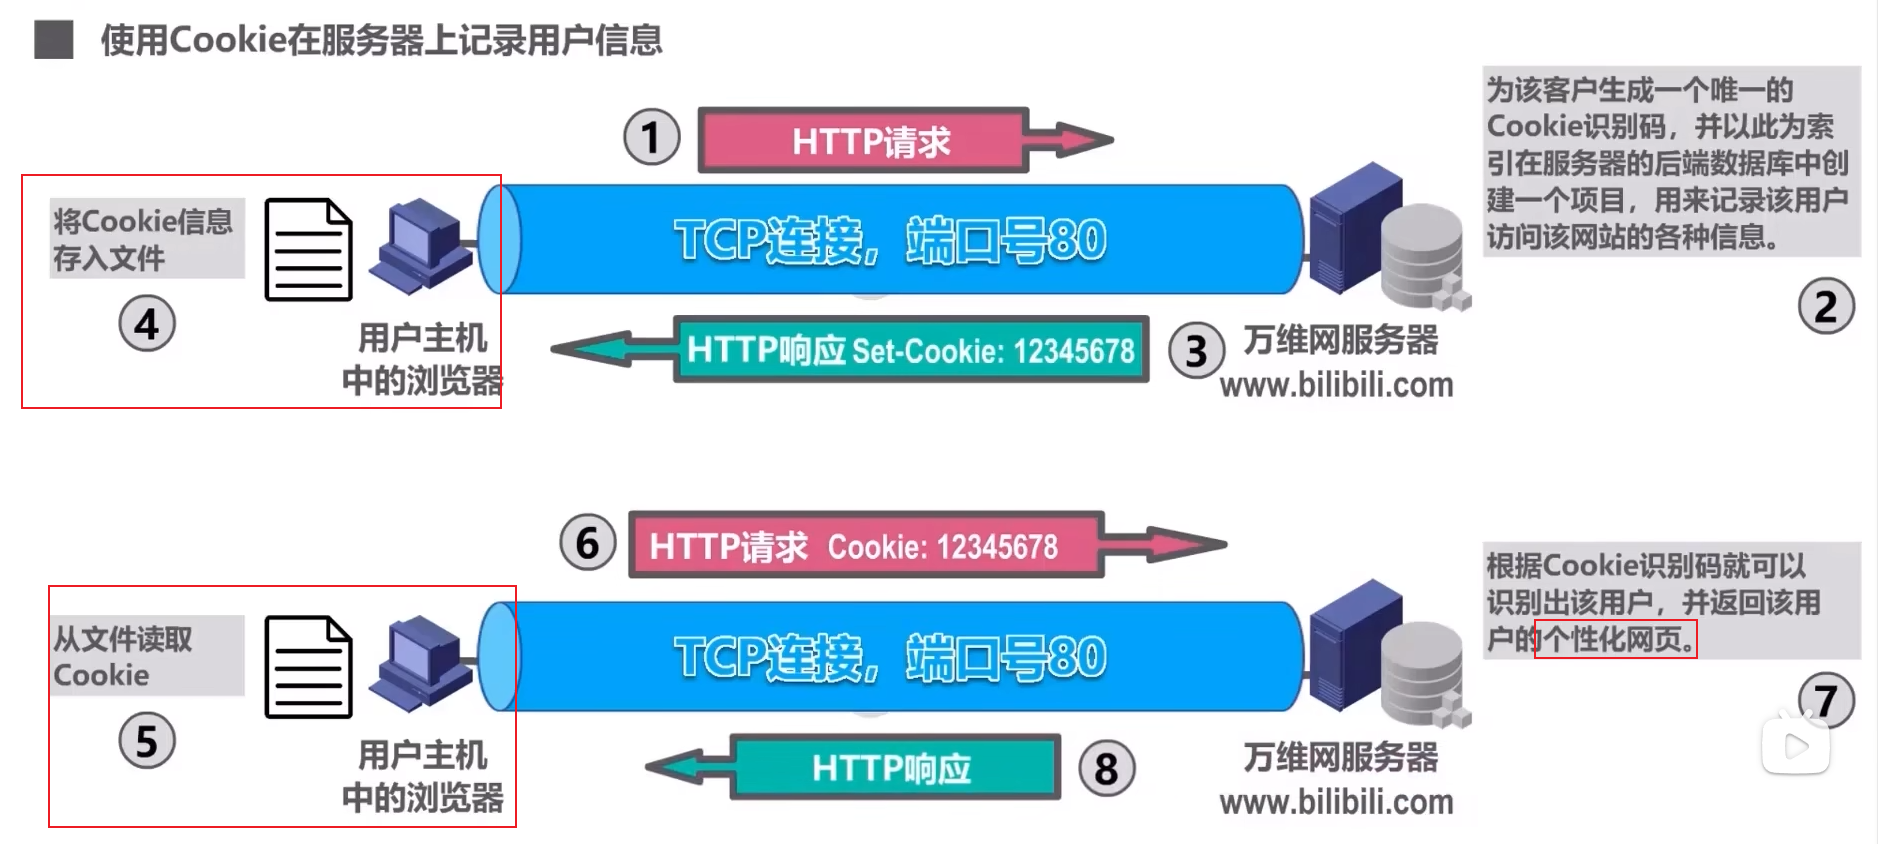 使用Cookie在服务器上记录用户信息
1
HTTP请求
为该客户生成一个唯一的
Cookie识别码，并以此为索
引在服务器的后端数据库中创
建一个项目，用来记录该用户
访问该网站的各种信息。
2
将Cookie信息
存入文件
4
用户主机
中的浏览器
TCP连接，端口号80
HTTP响应 Set-Cookie: 12345678
3
万维网服务器
www.bilibili.com
6
HTTP请求 Cookie: 12345678
根据Cookie识别码就可以
识别出该用户，并返回该用
户的个性化网页。
7
从文件读取
Cookie
5
用户主机
中的浏览器
TCP连接，端口号80
HTTP响应
8
万维网服务器
www.bilibili.com